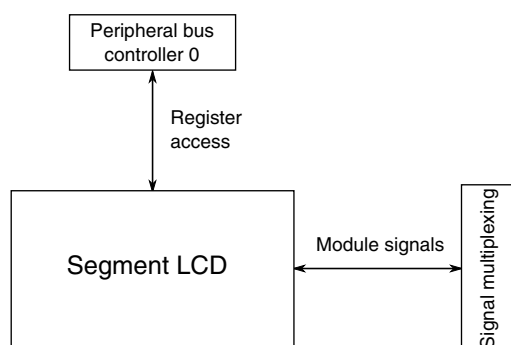 Peripheral bus
controller 0
Register
access
Segment LCD
Module signals
Signal multiplexing